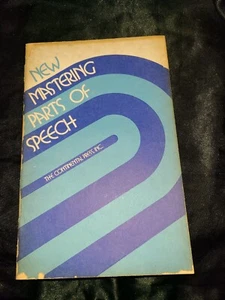 NEW
MASTERING
PARTS OF
SPEECH
THE CONTINENTAL PRESS, INC.